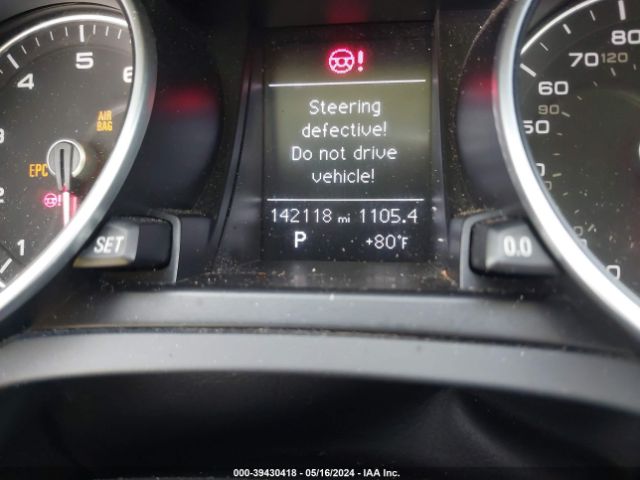 Steering
defective!
Do not drive
vehicle!
142118 mi 1105.4
P +80°F
AIR
BAG
EPC
SET
0.0
1
2
3
4
5
6
50
60
70
80
90
120
000-39430418 - 05/16/2024 - IAA Inc.